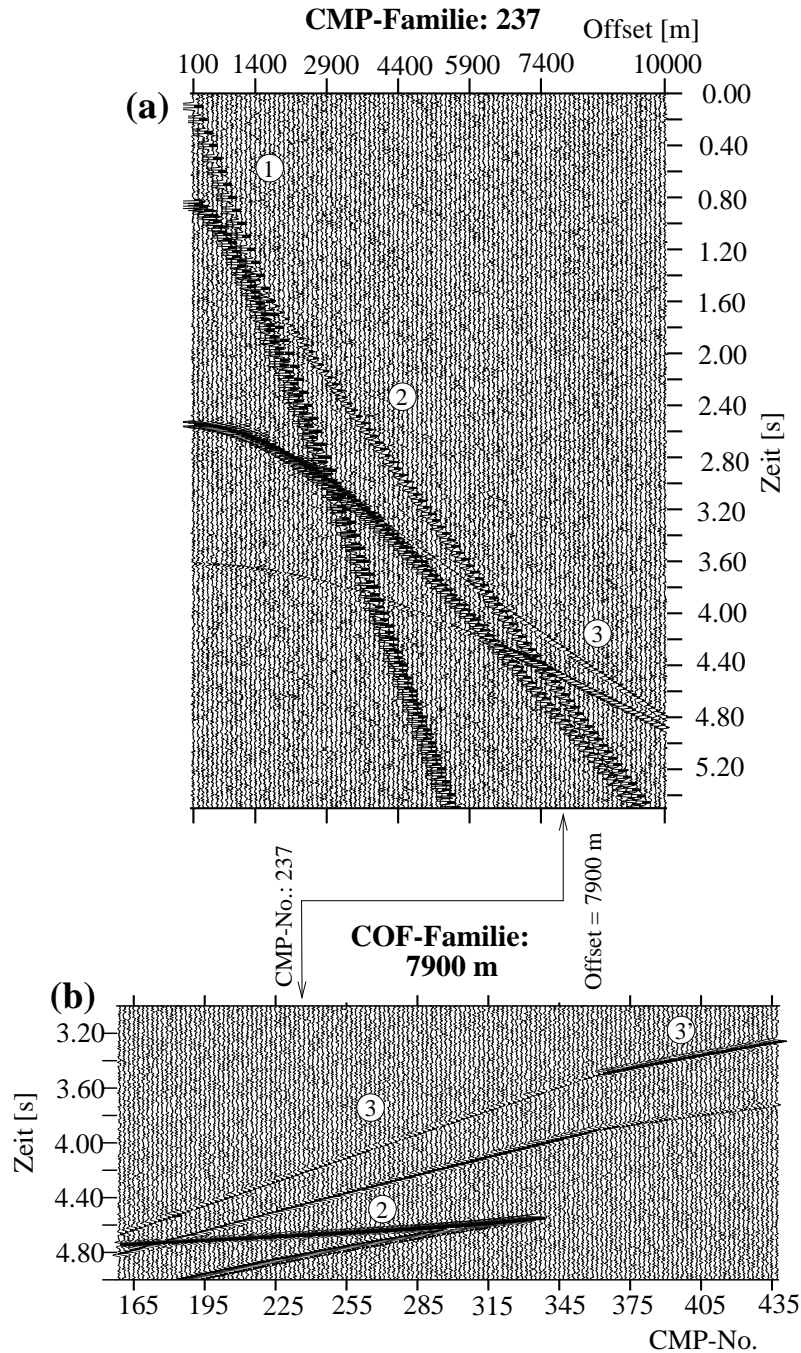 CMP-Familie: 237
Offset [m]
100 1400 2900 4400 5900 7400 10000
(a)
0.00
0.40
0.80
1.20
1.60
2.00
2.40
2.80
3.20
3.60
4.00
4.40
4.80
5.20
Zeit [s]
1
2
3
CMP-No.: 237
Offset = 7900 m
COF-Familie:
7900 m
(b)
3.20
3.60
4.00
4.40
4.80
Zeit [s]
3'
3
2
165 195 225 255 285 315 345 375 405 435
CMP-No.